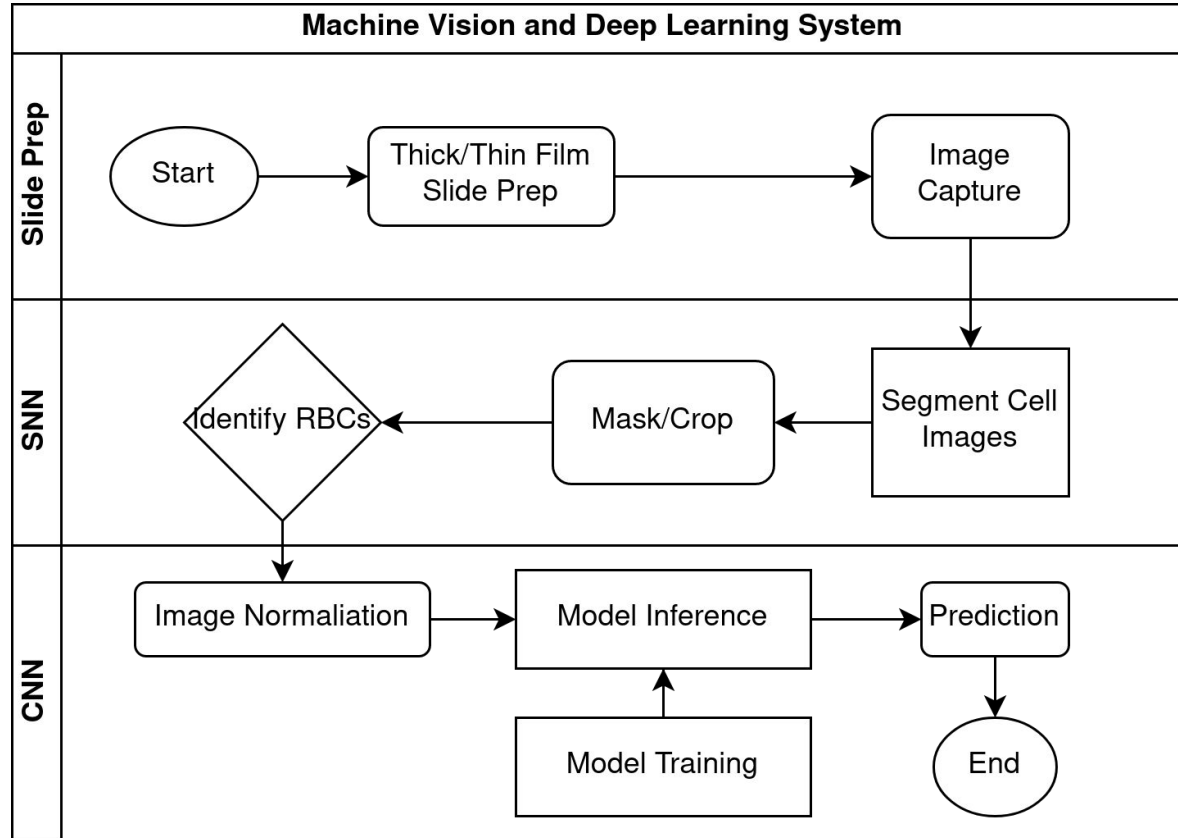 Machine Vision and Deep Learning System
Slide Prep
Start
Thick/Thin Film
Slide Prep
Image
Capture
SNN
Identify RBCs
Mask/Crop
Segment Cell
Images
CNN
Image Normaliation
Model Inference
Prediction
Model Training
End